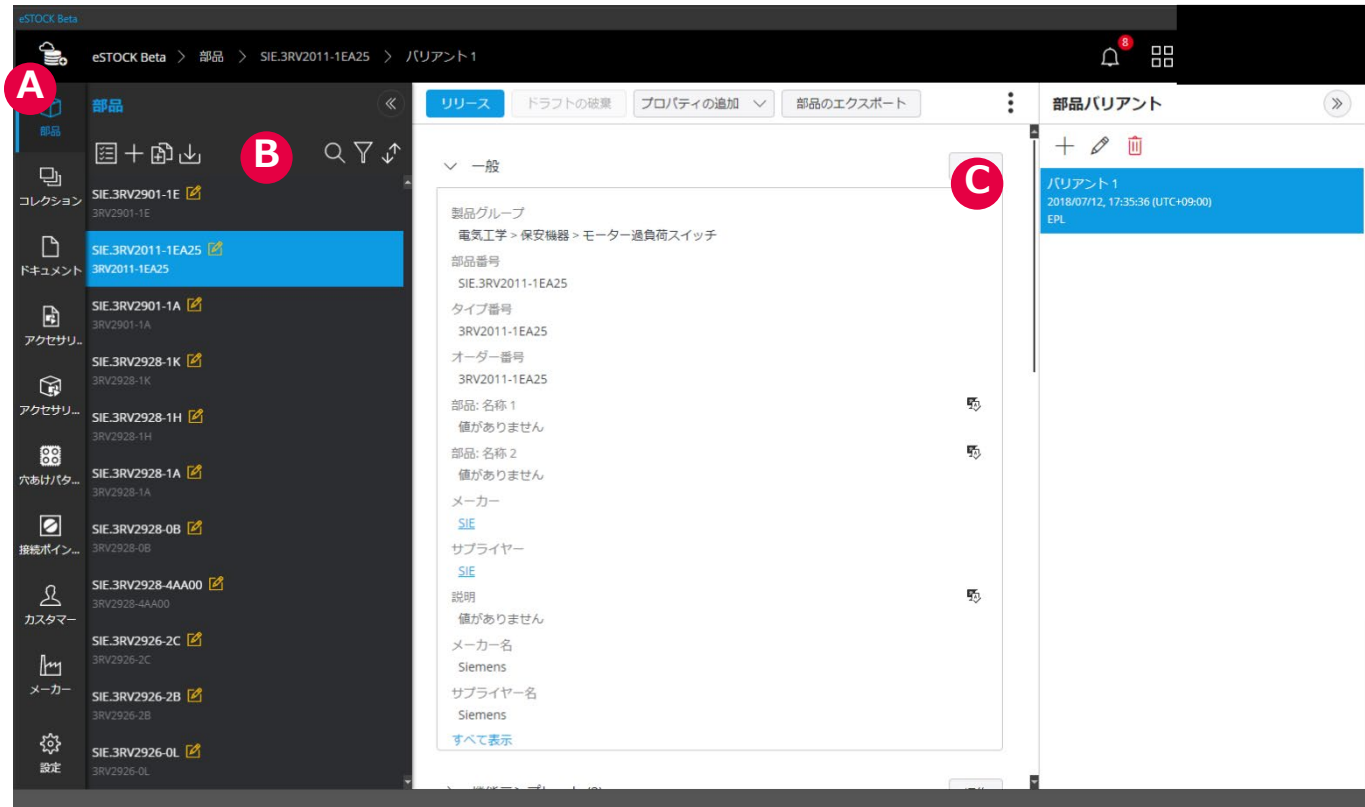 eSTOCK Beta
eSTOCK Beta > 部品 > SIE.3RV2011-1EA25 > バリアント 1
8
A
部品
コレクション
ドキュメント
アクセサリ..
アクセサリ...
穴あけパタ...
接続ポイン...
カスタマー
メーカー
設定
部品
B
SIE.3RV2901-1E
3RV2901-1E
SIE.3RV2011-1EA25
3RV2011-1EA25
SIE.3RV2901-1A
3RV2901-1A
SIE.3RV2928-1K
3RV2928-1K
SIE.3RV2928-1H
3RV2928-1H
SIE.3RV2928-1A
3RV2928-1A
SIE.3RV2928-0B
3RV2928-0B
SIE.3RV2928-4AA00
3RV2928-4AA00
SIE.3RV2926-2C
3RV2926-2C
SIE.3RV2926-2B
3RV2926-2B
SIE.3RV2926-0L
3RV2926-0L
リリース ドラフトの破棄 プロパティの追加 部品のエクスポート
一般
C
製品グループ
電気工学 > 保安機器 > モーター過負荷スイッチ
部品番号
SIE.3RV2011-1EA25
タイプ番号
3RV2011-1EA25
オーダー番号
3RV2011-1EA25
部品: 名称 1
値がありません
部品: 名称 2
値がありません
メーカー
SIE
サプライヤー
SIE
説明
値がありません
メーカー名
Siemens
サプライヤー名
Siemens
すべて表示
部品バリアント
バリアント 1
2018/07/12, 17:35:36 (UTC+09:00)
EPL